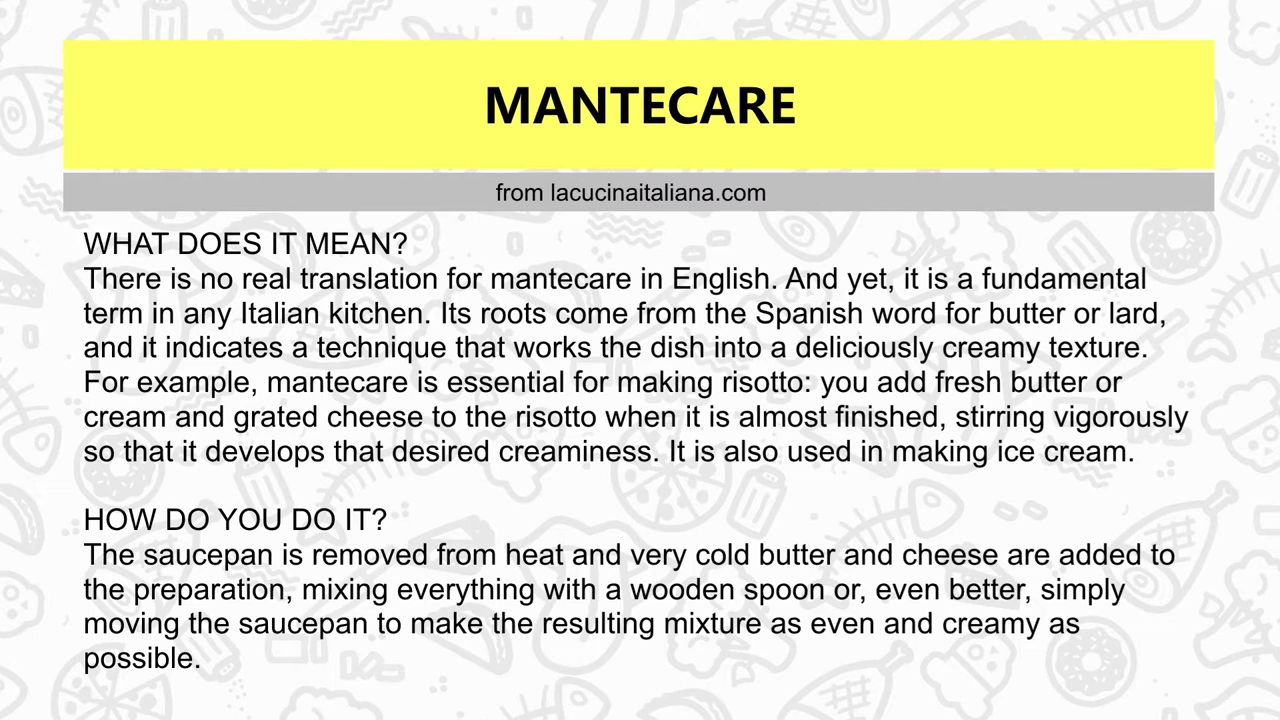 MANTECARE
from lacucinaitaliana.com
WHAT DOES IT MEAN?
There is no real translation for mantecare in English. And yet, it is a fundamental
term in any Italian kitchen. Its roots come from the Spanish word for butter or lard,
and it indicates a technique that works the dish into a deliciously creamy texture.
For example, mantecare is essential for making risotto: you add fresh butter or
cream and grated cheese to the risotto when it is almost finished, stirring vigorously
so that it develops that desired creaminess. It is also used in making ice cream.
HOW DO YOU DO IT?
The saucepan is removed from heat and very cold butter and cheese are added to
the preparation, mixing everything with a wooden spoon or, even better, simply
moving the saucepan to make the resulting mixture as even and creamy as
possible.